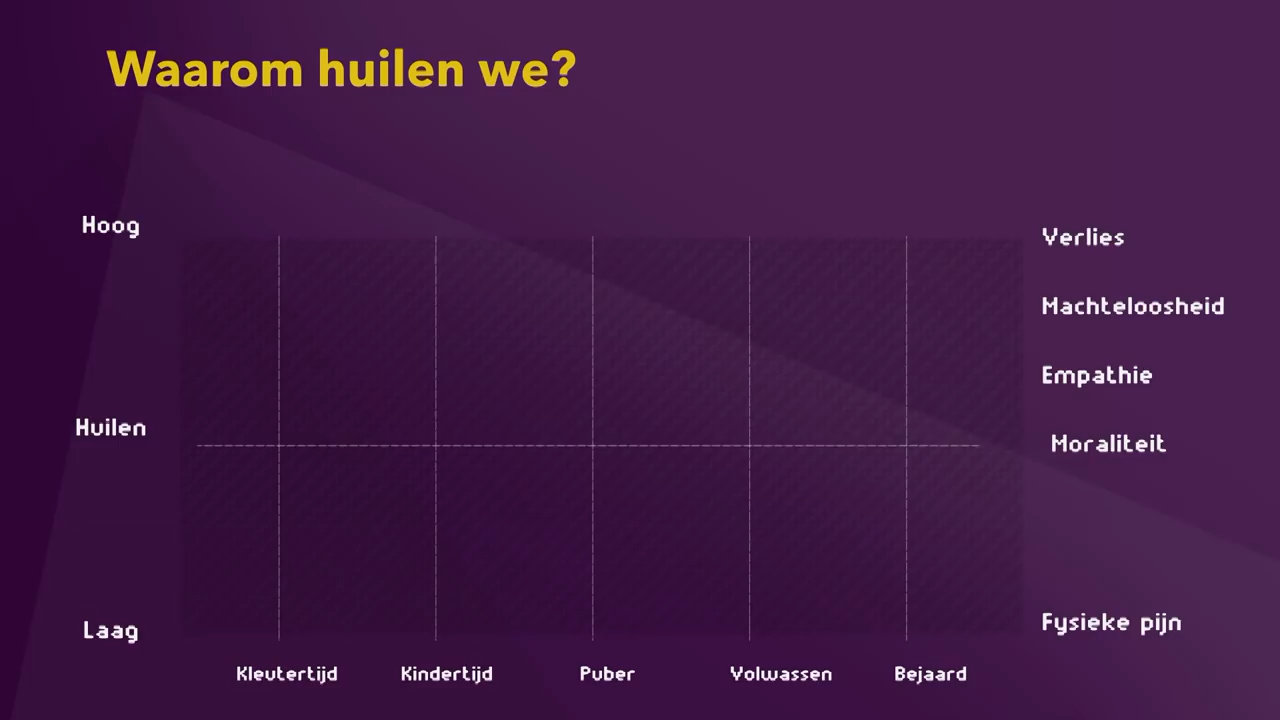 Waarom huilen we?
Hoog
Verlies
Machteloosheid
Empathie
Huilen
Moraliteit
Laag
Fysieke pijn
Kleutertijd
Kindertijd
Puber
Volwassen
Bejaard